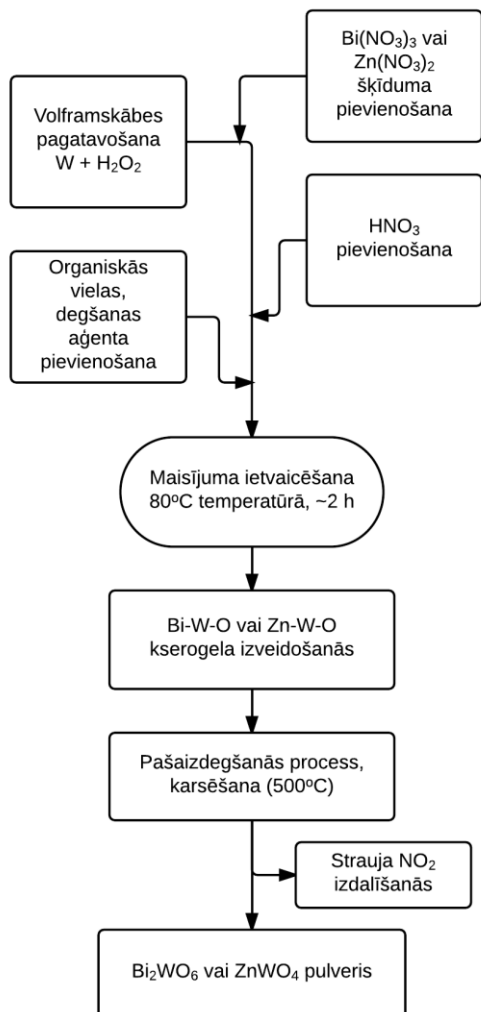 Bi(NO₃)₃ vai
Zn(NO₃)₂
šķīduma
pievienošana
Volframskābes
pagatavošana
W + H₂O₂
HNO₃
pievienošana
Organiskās
vielas,
degšanas
aģenta
pievienošana
Maisījuma ietvaicēšana
80ºC temperatūrā, ~2 h
Bi-W-O vai Zn-W-O
kserogela izveidošanās
Pašaizdegšanās process,
karsēšana (500ºC)
Strauja NO₂
izdalīšanās
Bi₂WO₆ vai ZnWO₄ pulveris